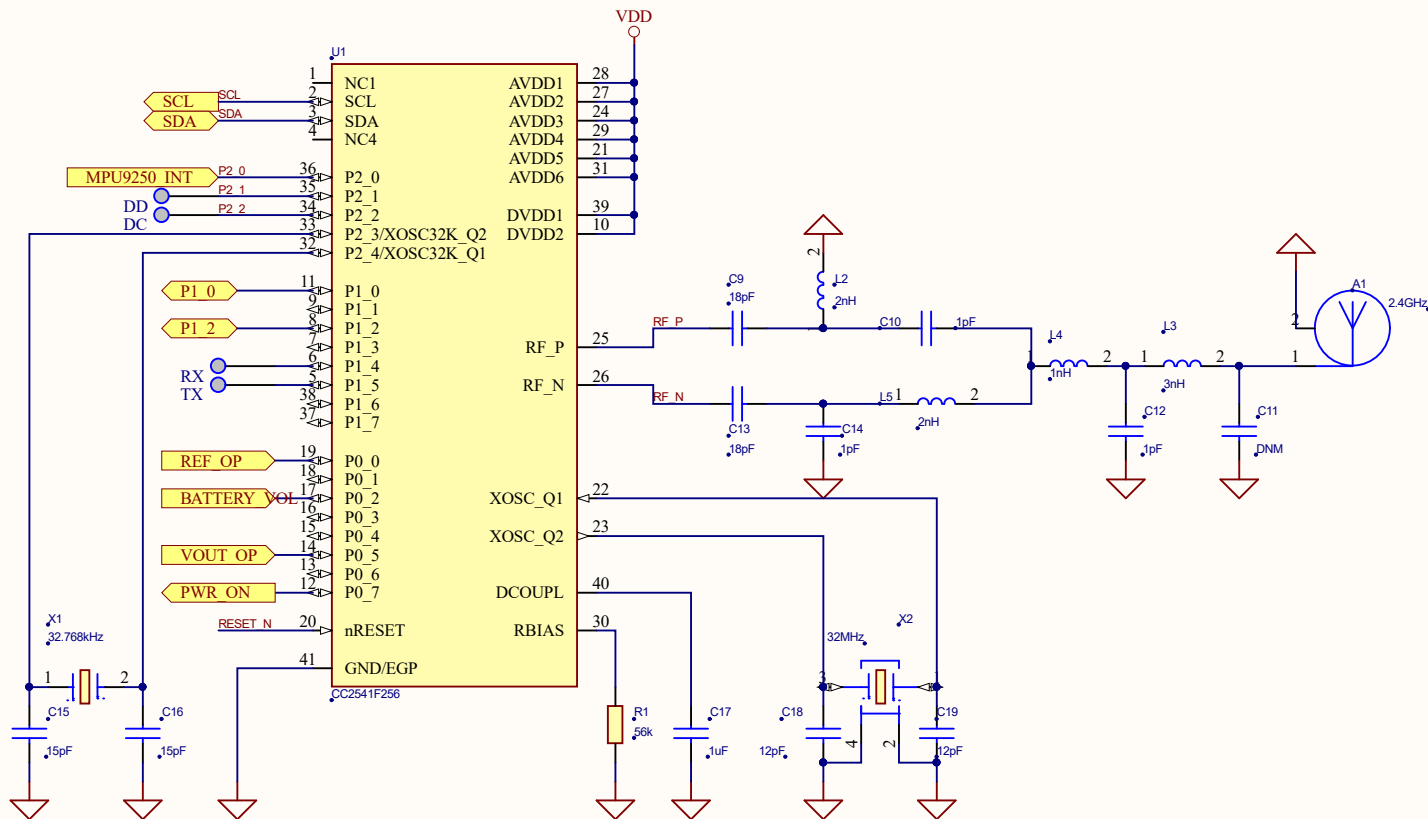 VDD
U1
1 NC1 AVDD1 28
SCL SCL 2 SCL AVDD2 27
SDA SDA 3 SDA AVDD3 24
4 NC4 AVDD4 29
AVDD5 21
MPU9250_INT P2_0 36 P2_0 AVDD6 31
DD P2_1 35 P2_1
DC P2_2 34 P2_2 DVDD1 39
33 P2_3/XOSC32K_Q2 DVDD2 10
32 P2_4/XOSC32K_Q1
P1_0 11 P1_0
9 P1_1
P1_2 8 P1_2
7 P1_3 RF_P 25 RF_P
RX 6 P1_4
TX 5 P1_5 RF_N 26 RF_N
38 P1_6
37 P1_7
REF_OP 19 P0_0
18 P0_1
BATTERY_VOL 17 P0_2 XOSC_Q1 22
16 P0_3
15 P0_4 XOSC_Q2 23
VOUT_OP 14 P0_5
13 P0_6
PWR_ON 12 P0_7 DCOUPL 40
RESET_N 20 nRESET RBIAS 30
41 GND/EGP
CC2541F256
C9
18pF
2
L2
2nH
C10
1pF
C13
18pF
C14
1pF
L5
1 2
2nH
L4
1 2
1nH
L3
1 2
3nH
C12
1pF
C11
DNM
A1
2.4GHz
2
1
X1
32.768kHz
1 2
C15
15pF
C16
15pF
R1
56k
C17
1uF
X2
32MHz
3 1
4 2
C18
12pF
C19
12pF